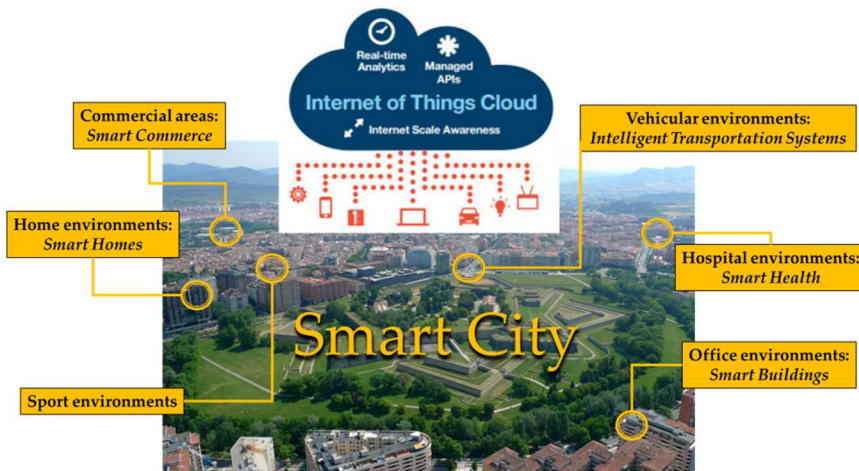 Real-time
Analytics
Managed
APIs
Internet of Things Cloud
Internet Scale Awareness
Commercial areas:
Smart Commerce
Vehicular environments:
Intelligent Transportation Systems
Home environments:
Smart Homes
Hospital environments:
Smart Health
Smart City
Office environments:
Smart Buildings
Sport environments